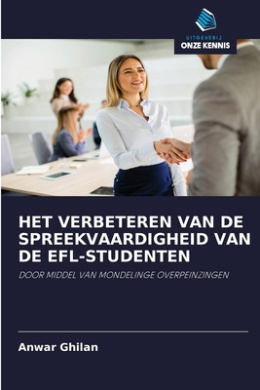 UITGEVERIJ
ONZE KENNIS
HET VERBETEREN VAN DE
SPREEKVAARDIGHEID VAN
DE EFL-STUDENTEN
DOOR MIDDEL VAN MONDELINGE OVERPEINZINGEN
Anwar Ghilan